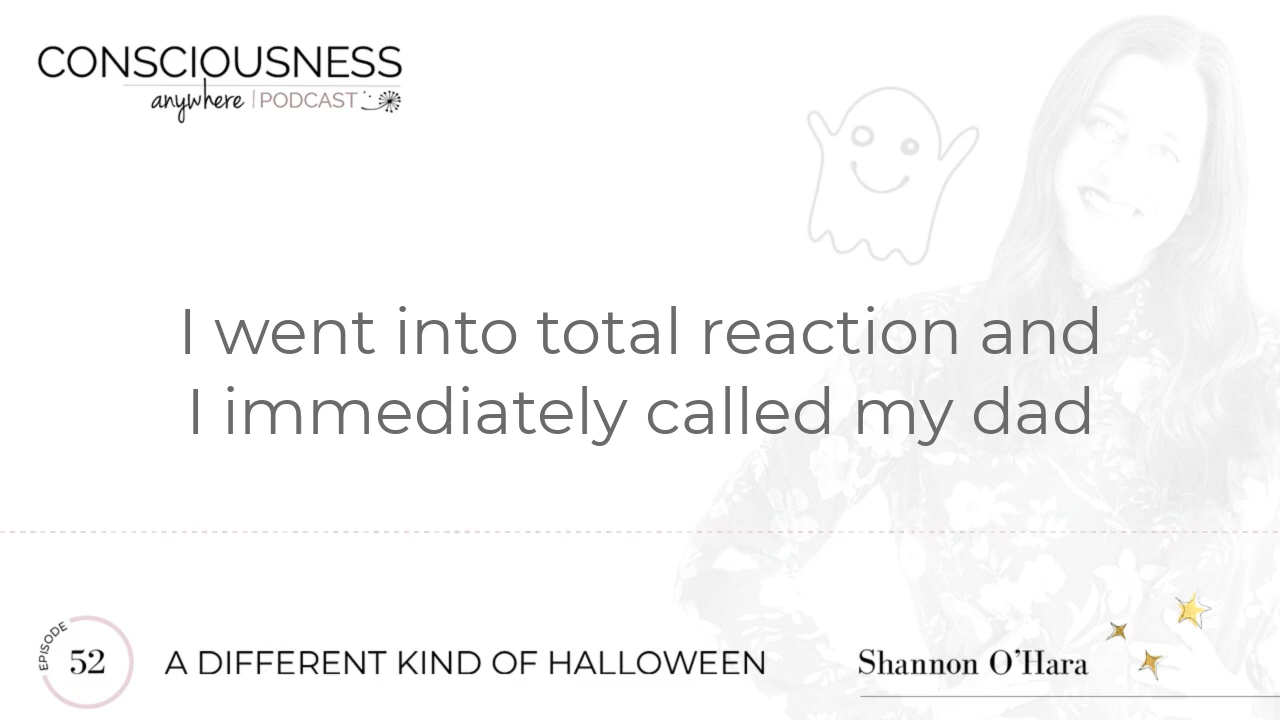 CONSCIOUSNESS
anywhere | PODCAST
I went into total reaction and
I immediately called my dad
EPISODE
52
A DIFFERENT KIND OF HALLOWEEN
Shannon O'Hara